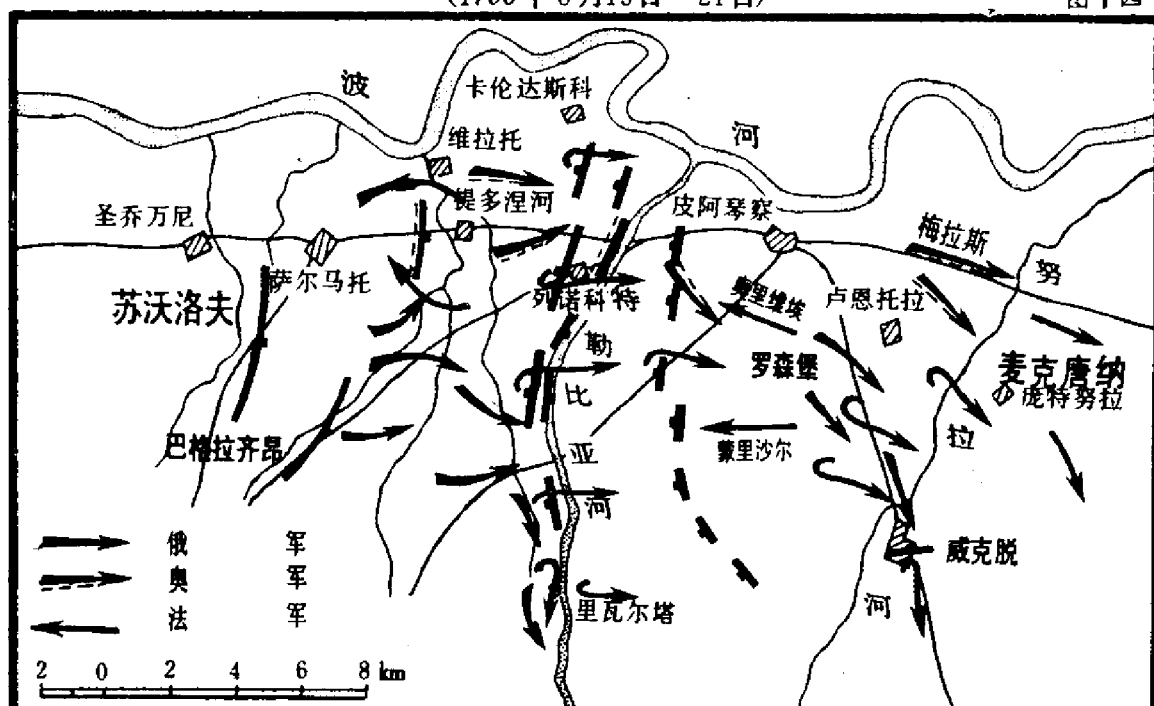 波
河
卡伦达斯科
维拉托
缇多涅河
圣乔万尼
皮阿琴察
梅拉斯
努
萨尔马托
列诺科特
奥里维埃
卢恩托拉
苏沃洛夫
勒
罗森堡
麦克唐纳
庞特努拉
比
巴格拉齐昂
蒙里沙尔
拉
亚
河
俄 军
威克脱
奥 军
里瓦尔塔
河
法 军
2 0 2 4 6 8 km